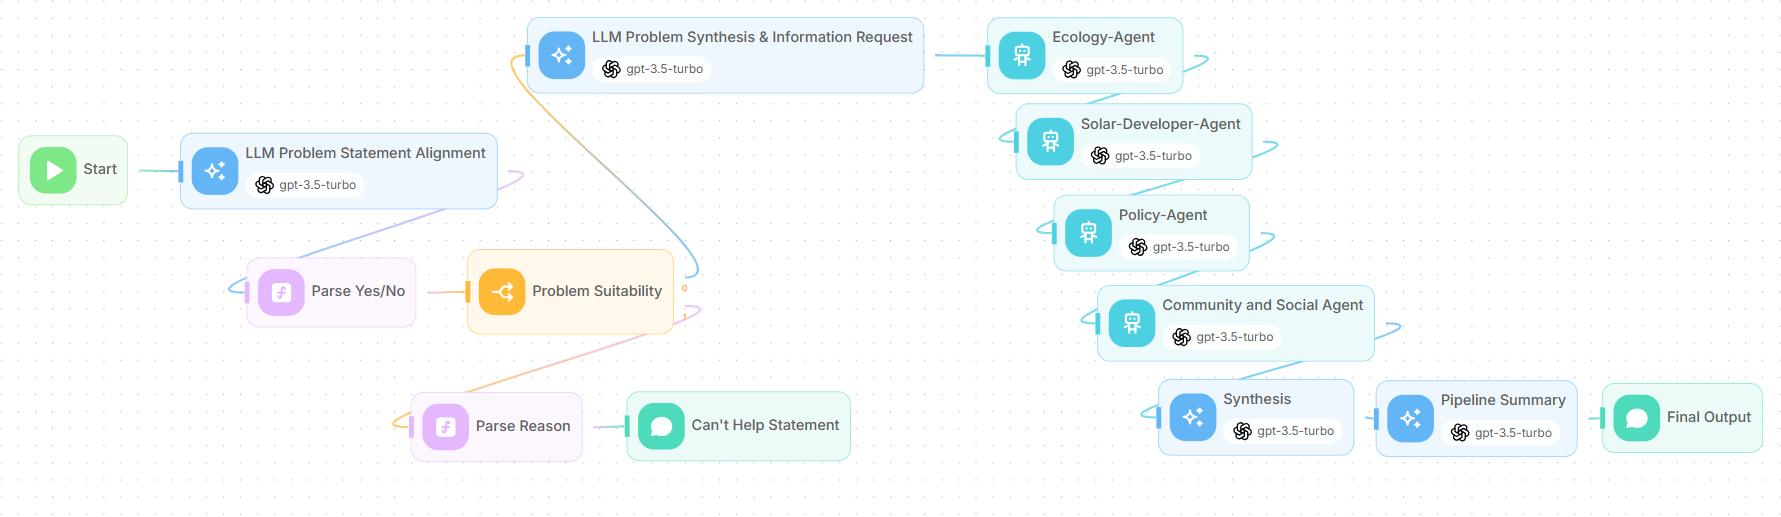 Start
LLM Problem Statement Alignment
gpt-3.5-turbo
Parse Yes/No
Problem Suitability
0
1
Parse Reason
Can't Help Statement
LLM Problem Synthesis & Information Request
gpt-3.5-turbo
Ecology-Agent
gpt-3.5-turbo
Solar-Developer-Agent
gpt-3.5-turbo
Policy-Agent
gpt-3.5-turbo
Community and Social Agent
gpt-3.5-turbo
Synthesis
gpt-3.5-turbo
Pipeline Summary
gpt-3.5-turbo
Final Output